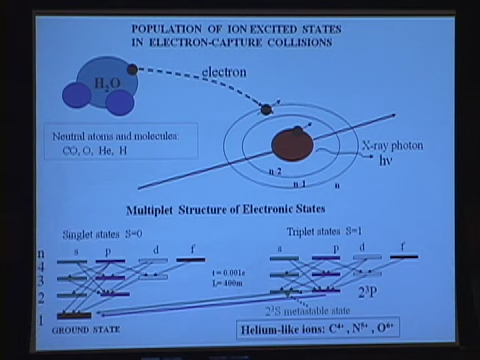 POPULATION OF ION EXCITED STATES
IN ELECTRON-CAPTURE COLLISIONS
H₂O
electron
Neutral atoms and molecules:
CO, O, He, H
X-ray photon
hν
n-2
n-1
n
Multiplet Structure of Electronic States
Singlet states S=0
Triplet states S=1
n
s p d f
s p d f
4
3
2
1
t = 0.001s
L= 400m
2³P
2³S metastable state
GROUND STATE
Helium-like ions: C⁴⁺, N⁵⁺, O⁶⁺